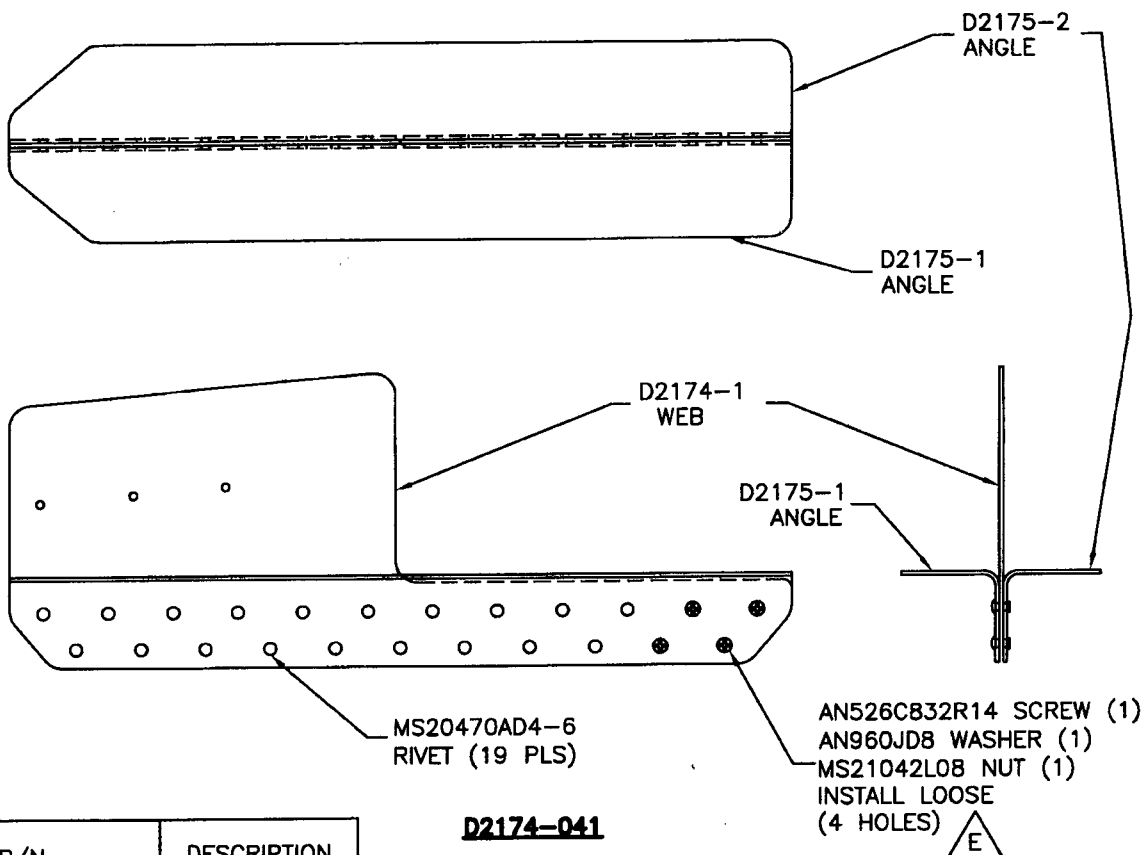 D2175-2
ANGLE
D2175-1
ANGLE
D2174-1
WEB
D2175-1
ANGLE
MS20470AD4-6
RIVET (19 PLS)
AN526C832R14 SCREW (1)
AN960JD8 WASHER (1)
MS21042L08 NUT (1)
INSTALL LOOSE
(4 HOLES)
E
D2174-041
DESCRIPTION